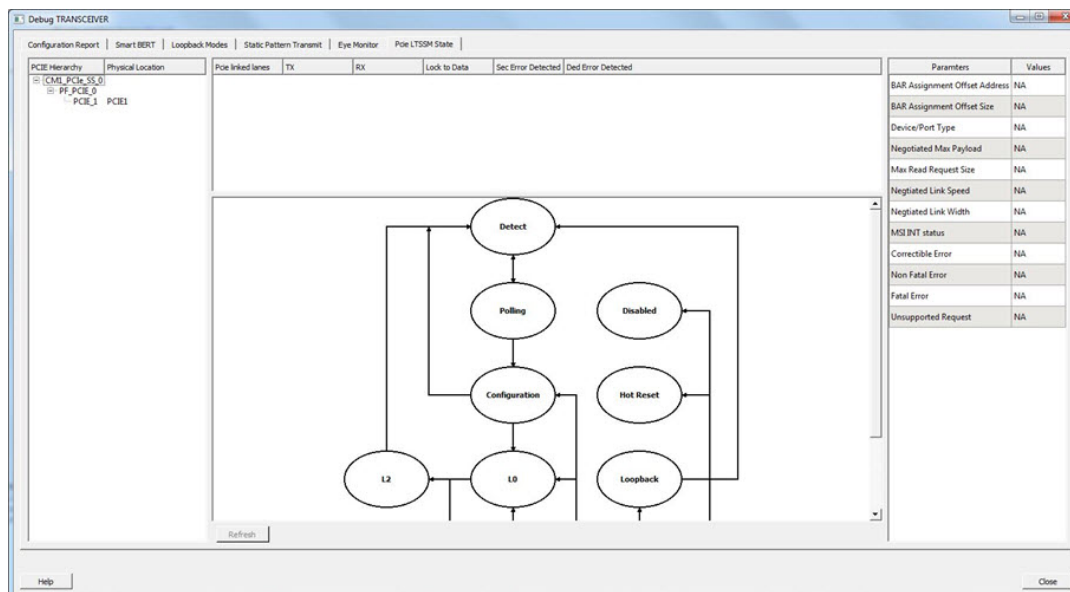 Debug TRANSCEIVER
Configuration Report Smart BERT Loopback Modes Static Pattern Transmit Eye Monitor Pcie LTSSM State
PCIE Hierarchy Physical Location
CM1_PCIe_SS_0
PF_PCIE_0
PCIE_1 PCIE1
Pcie linked lanes TX RX Lock to Data Sec Error Detected Ded Error Detected
Detect
Polling Disabled
Configuration Hot Reset
L2 L0 Loopback
Refresh
Paramters Values
BAR Assignment Offset Address NA
BAR Assignment Offset Size NA
Device/Port Type NA
Negotiated Max Payload NA
Max Read Request Size NA
Negtiated Link Speed NA
Negtiated Link Width NA
MSI INT status NA
Correctible Error NA
Non Fatal Error NA
Fatal Error NA
Unsupported Request NA
Help Close